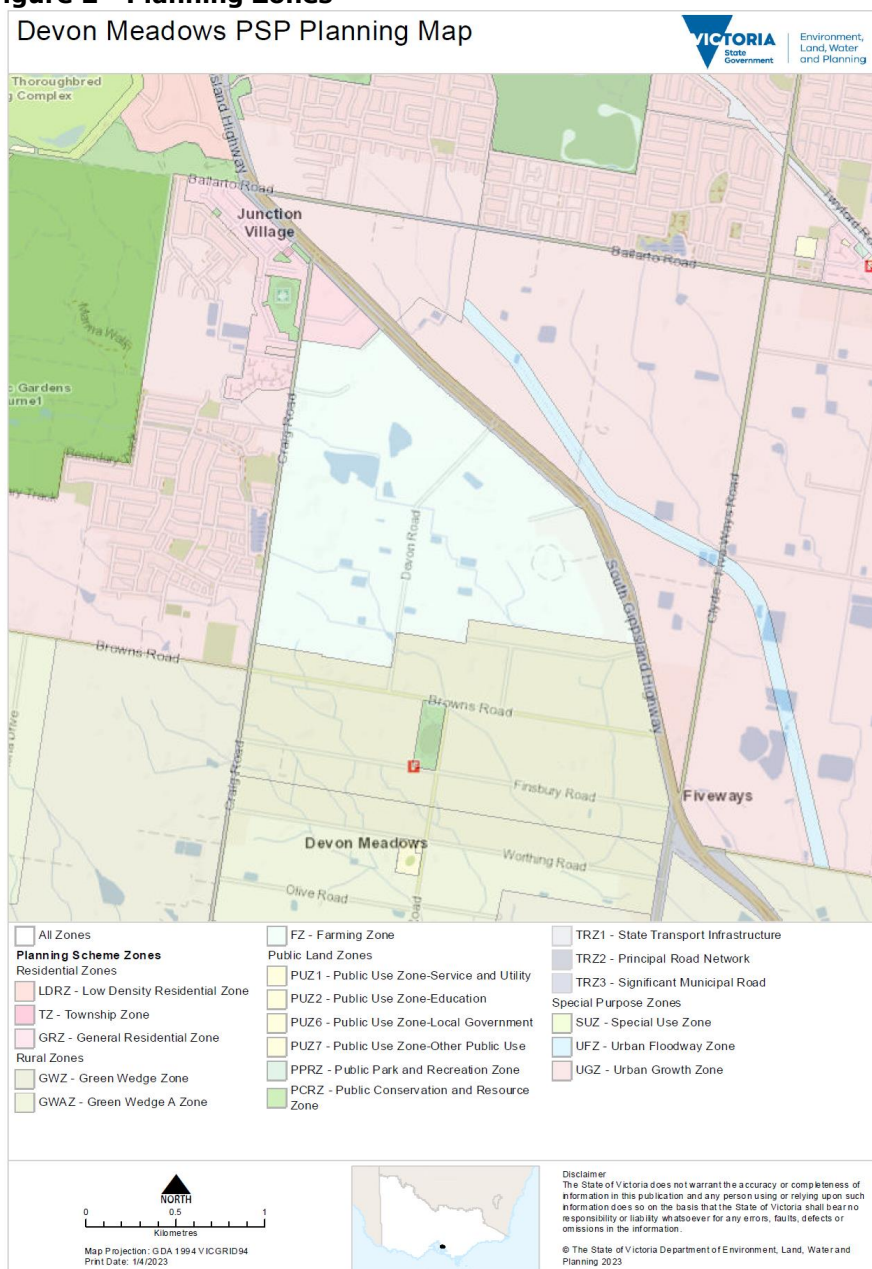 Devon Meadows PSP Planning Map
VICTORIA
State
Government
Environment,
Land, Water
and Planning
Thoroughbred
Complex
Ballarto Road
Junction
Village
Ballarto Road
Twyford
Gardens
Craig Road
Devon Road
Clyde - Five Ways Road
South Gippsland Highway
Browns Road
Browns Road
Craig Road
Finsbury Road
Fiveways
Devon Meadows
Worthing Road
Olive Road
Road
All Zones
Planning Scheme Zones
Residential Zones
LDRZ - Low Density Residential Zone
TZ - Township Zone
GRZ - General Residential Zone
Rural Zones
GWZ - Green Wedge Zone
GWAZ - Green Wedge A Zone
FZ - Farming Zone
Public Land Zones
PUZ1 - Public Use Zone-Service and Utility
PUZ2 - Public Use Zone-Education
PUZ6 - Public Use Zone-Local Government
PUZ7 - Public Use Zone-Other Public Use
PPRZ - Public Park and Recreation Zone
PCRZ - Public Conservation and Resource
Zone
TRZ1 - State Transport Infrastructure
TRZ2 - Principal Road Network
TRZ3 - Significant Municipal Road
Special Purpose Zones
SUZ - Special Use Zone
UFZ - Urban Floodway Zone
UGZ - Urban Growth Zone
NORTH
0 0.5 1
Kilometres
Map Projection: GDA 1994 VICGRID94
Print Date: 1/4/2023
Disclaimer
The State of Victoria does not warrant the accuracy or completeness of
information in this publication and any person using or relying upon such
information does so on the basis that the State of Victoria shall bear no
responsibility or liability whatsoever for any errors, faults, defects or
omissions in the information.
© The State of Victoria Department of Environment, Land, Water and
Planning 2023